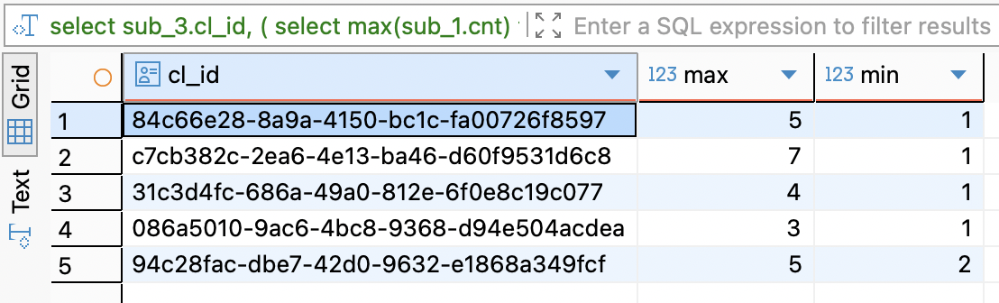 select sub_3.cl_id, ( select max(sub_1.cnt) Enter a SQL expression to filter results
Grid
Text
cl_id 123 max 123 min
1 84c66e28-8a9a-4150-bc1c-fa00726f8597 5 1
2 c7cb382c-2ea6-4e13-ba46-d60f9531d6c8 7 1
3 31c3d4fc-686a-49a0-812e-6f0e8c19c077 4 1
4 086a5010-9ac6-4bc8-9368-d94e504acdea 3 1
5 94c28fac-dbe7-42d0-9632-e1868a349fcf 5 2